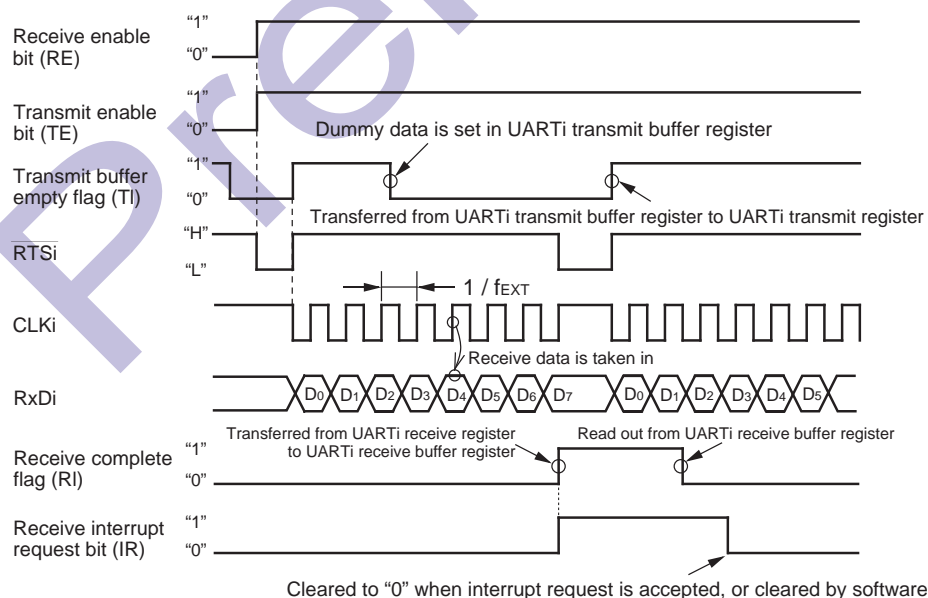 Receive enable
bit (RE)
“1”
“0”
Transmit enable
bit (TE)
“1”
“0”
Dummy data is set in UARTi transmit buffer register
Transmit buffer
empty flag (Tl)
“1”
“0”
Transferred from UARTi transmit buffer register to UARTi transmit register
RTSi
“H”
“L”
1 / fEXT
CLKi
Receive data is taken in
RxDi
D0 D1 D2 D3 D4 D5 D6 D7 D0 D1 D2 D3 D4 D5
Transferred from UARTi receive register
to UARTi receive buffer register
Read out from UARTi receive buffer register
Receive complete
flag (Rl)
“1”
“0”
Receive interrupt
request bit (IR)
“1”
“0”
Cleared to “0” when interrupt request is accepted, or cleared by software